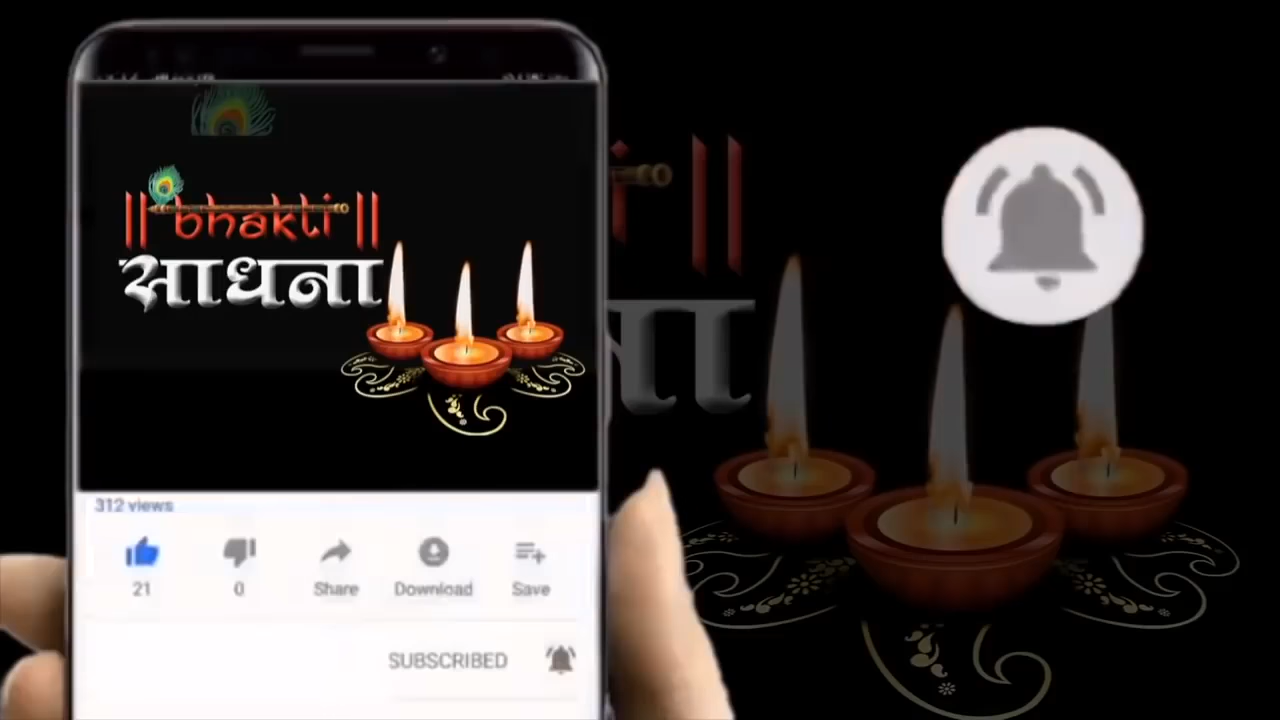 || bhakti ||
साधना
312 views
21
0
Share
Download
Save
SUBSCRIBED